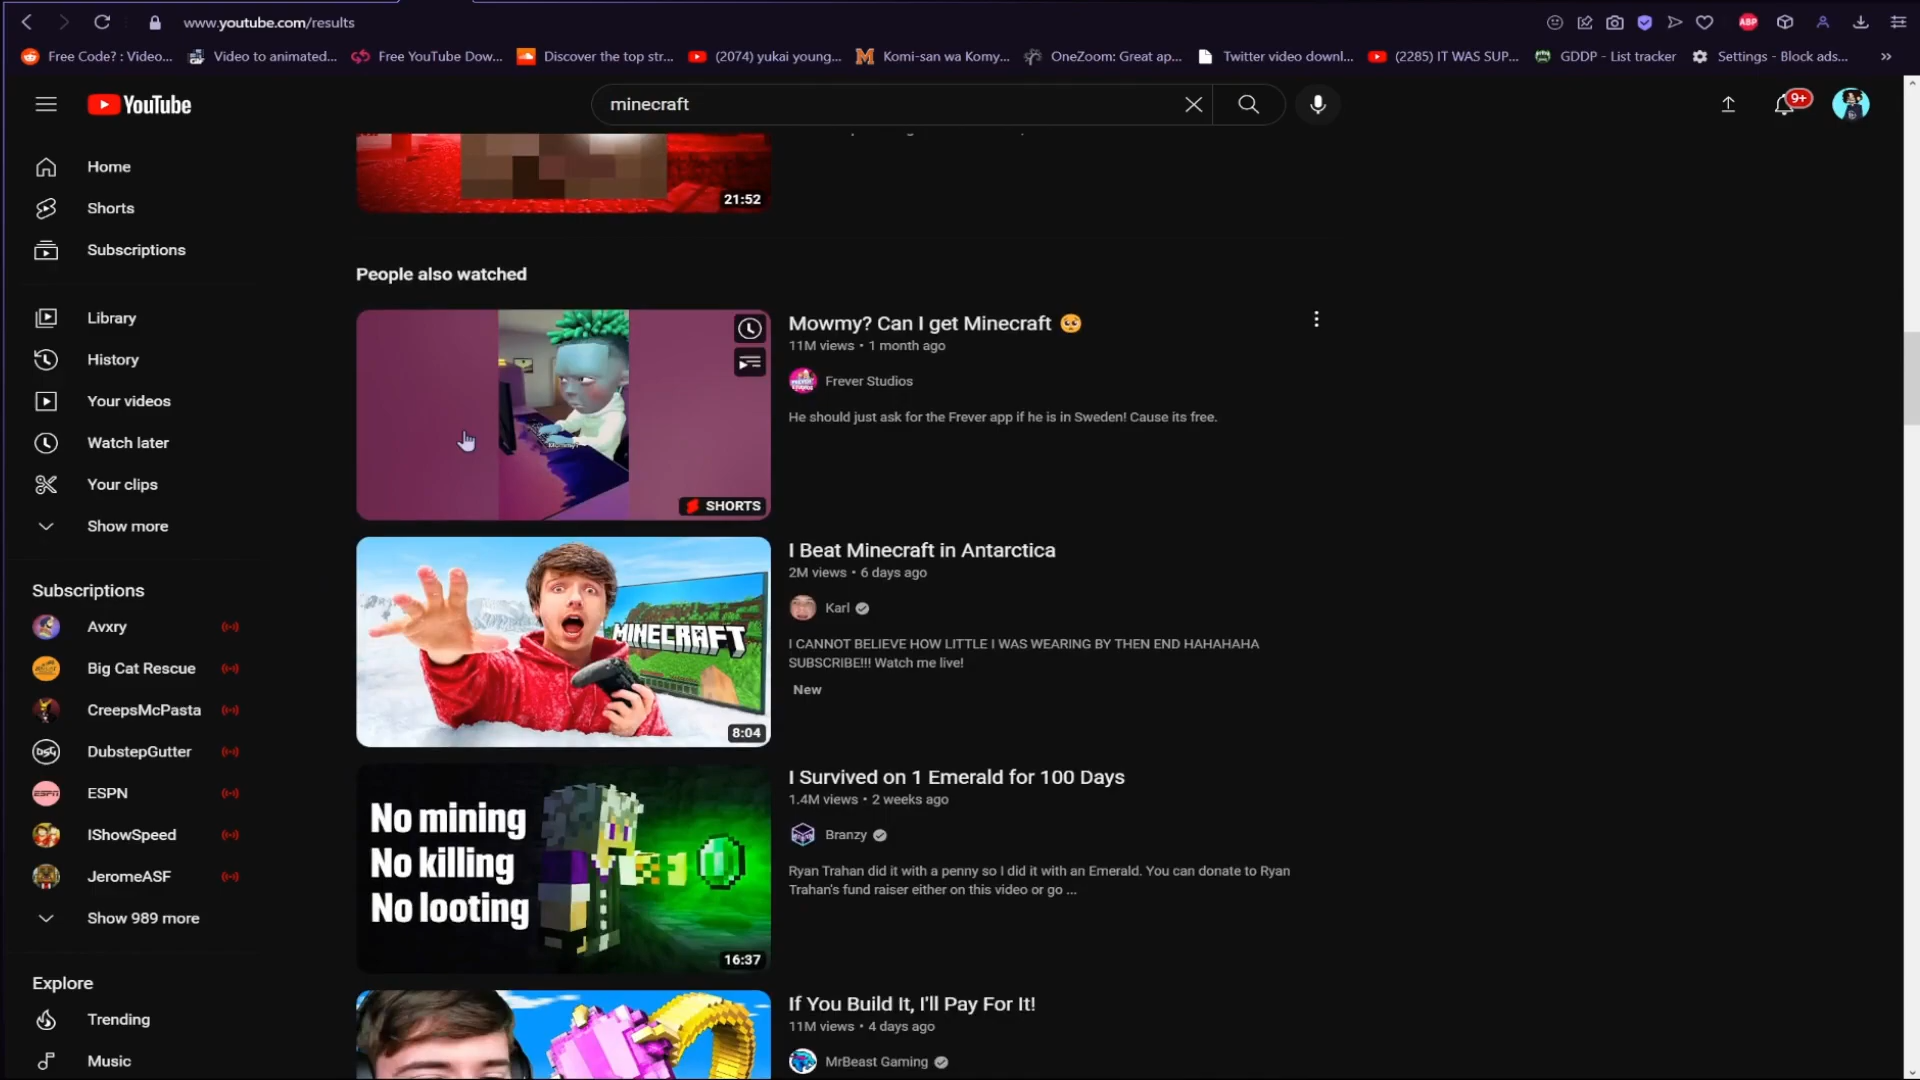 www.youtube.com/results
ABP
Free Code? : Video...
Video to animated...
Free YouTube Dow...
Discover the top str...
(2074) yukai young...
Komi-san wa Komy...
OneZoom: Great ap...
Twitter video downl...
(2285) IT WAS SUP...
GDDP - List tracker
Settings - Block ads...
YouTube
minecraft
9+
Home
Shorts
Subscriptions
Library
History
Your videos
Watch later
Your clips
Show more
Subscriptions
Avxry
Big Cat Rescue
CreepsMcPasta
DubstepGutter
ESPN
IShowSpeed
JeromeASF
Show 989 more
Explore
Trending
Music
21:52
People also watched
SHORTS
Mowmy? Can I get Minecraft 🥺
11M views • 1 month ago
Frever Studios
He should just ask for the Frever app if he is in Sweden! Cause its free.
MINECRAFT
8:04
I Beat Minecraft in Antarctica
2M views • 6 days ago
Karl
I CANNOT BELIEVE HOW LITTLE I WAS WEARING BY THEN END HAHAHAHA
SUBSCRIBE!!! Watch me live!
New
No mining
No killing
No looting
16:37
I Survived on 1 Emerald for 100 Days
1.4M views • 2 weeks ago
Branzy
Ryan Trahan did it with a penny so I did it with an Emerald. You can donate to Ryan
Trahan's fund raiser either on this video or go ...
If You Build It, I'll Pay For It!
11M views • 4 days ago
MrBeast Gaming